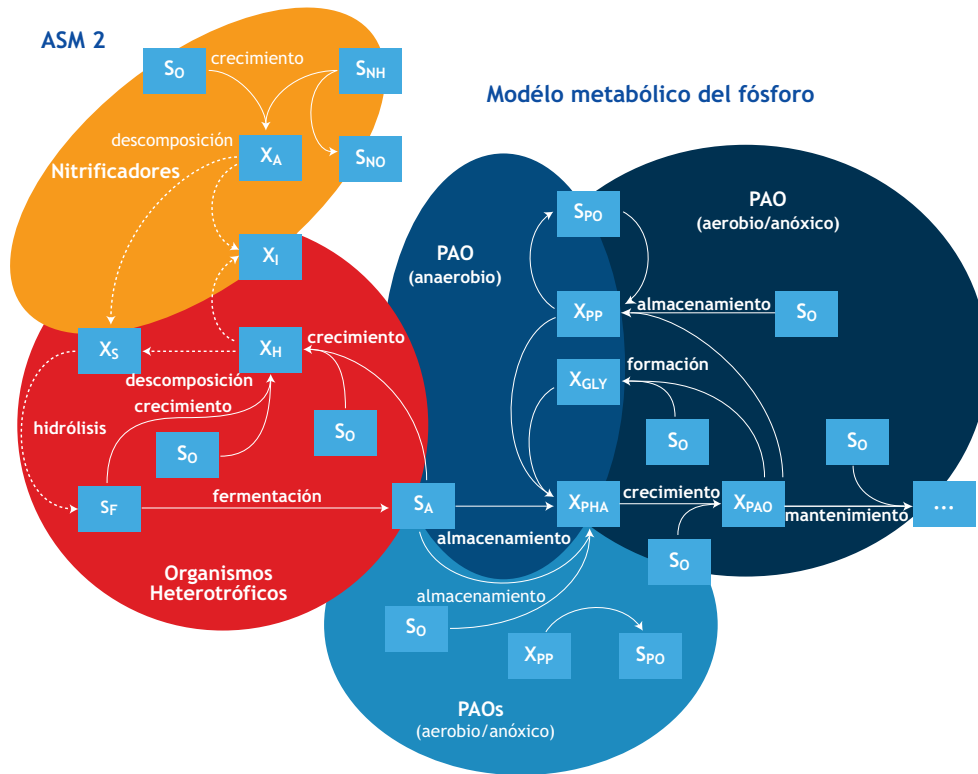 ASM 2
S_O
crecimiento
S_NH
Modélo metabólico del fósforo
descomposición
X_A
S_NO
Nitrificadores
X_I
PAO
(anaerobio)
S_PO
PAO
(aerobio/anóxico)
X_PP
almacenamiento
S_O
X_S
X_H
crecimiento
descomposición
crecimiento
X_GLY
formación
hidrólisis
S_O
S_O
S_O
S_O
S_F
fermentación
S_A
X_PHA
crecimiento
X_PAO
mantenimiento
...
almacenamiento
S_O
Organismos
Heterotróficos
almacenamiento
S_O
X_PP
S_PO
PAOs
(aerobio/anóxico)